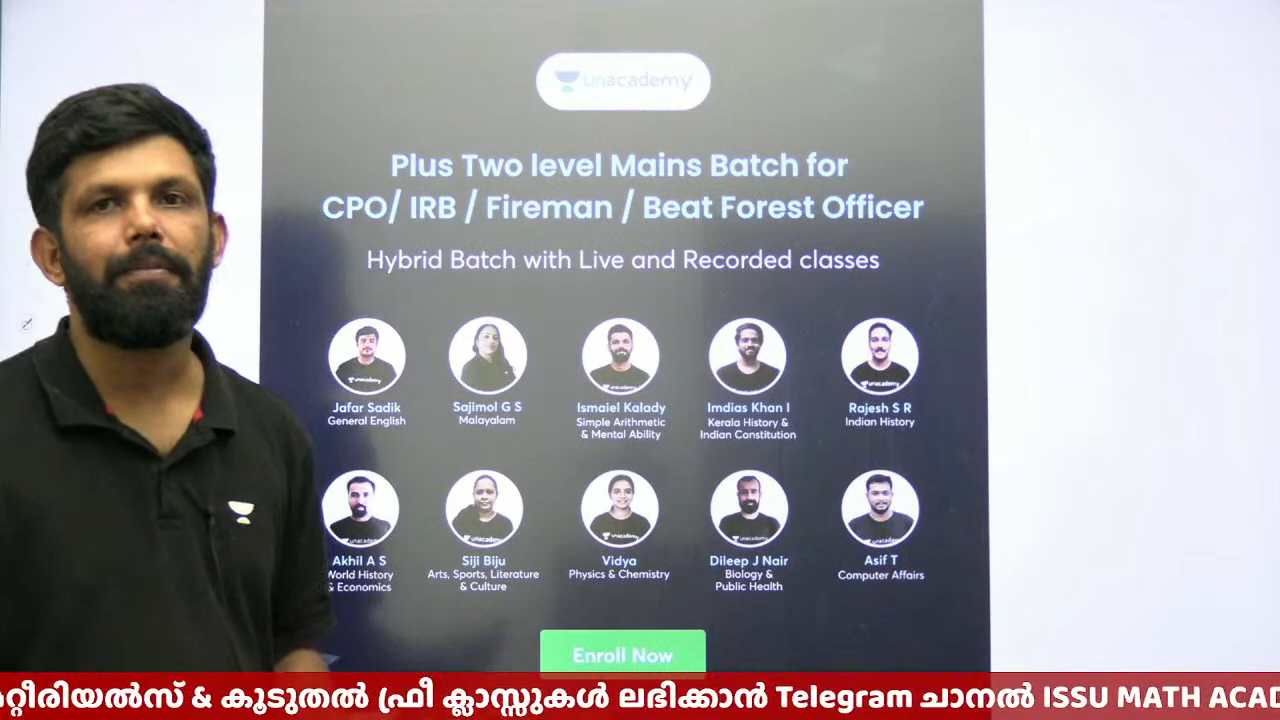 unacademy
Plus Two level Mains Batch for
CPO/ IRB / Fireman / Beat Forest Officer
Hybrid Batch with Live and Recorded classes
Jafar Sadik
General English
Sajimol G S
Malayalam
Ismaiel Kalady
Simple Arithmetic
& Mental Ability
Imdias Khan I
Kerala History &
Indian Constitution
Rajesh S R
Indian History
Akhil A S
World History
& Economics
Siji Biju
Arts, Sports, Literature
& Culture
Vidya
Physics & Chemistry
Dileep J Nair
Biology &
Public Health
Asif T
Computer Affairs
Enroll Now
റ്റീരിയൽസ് & കൂടുതൽ ഫ്രീ ക്ലാസ്സുകൾ ലഭിക്കാൻ Telegram ചാനൽ ISSU MATH ACAD